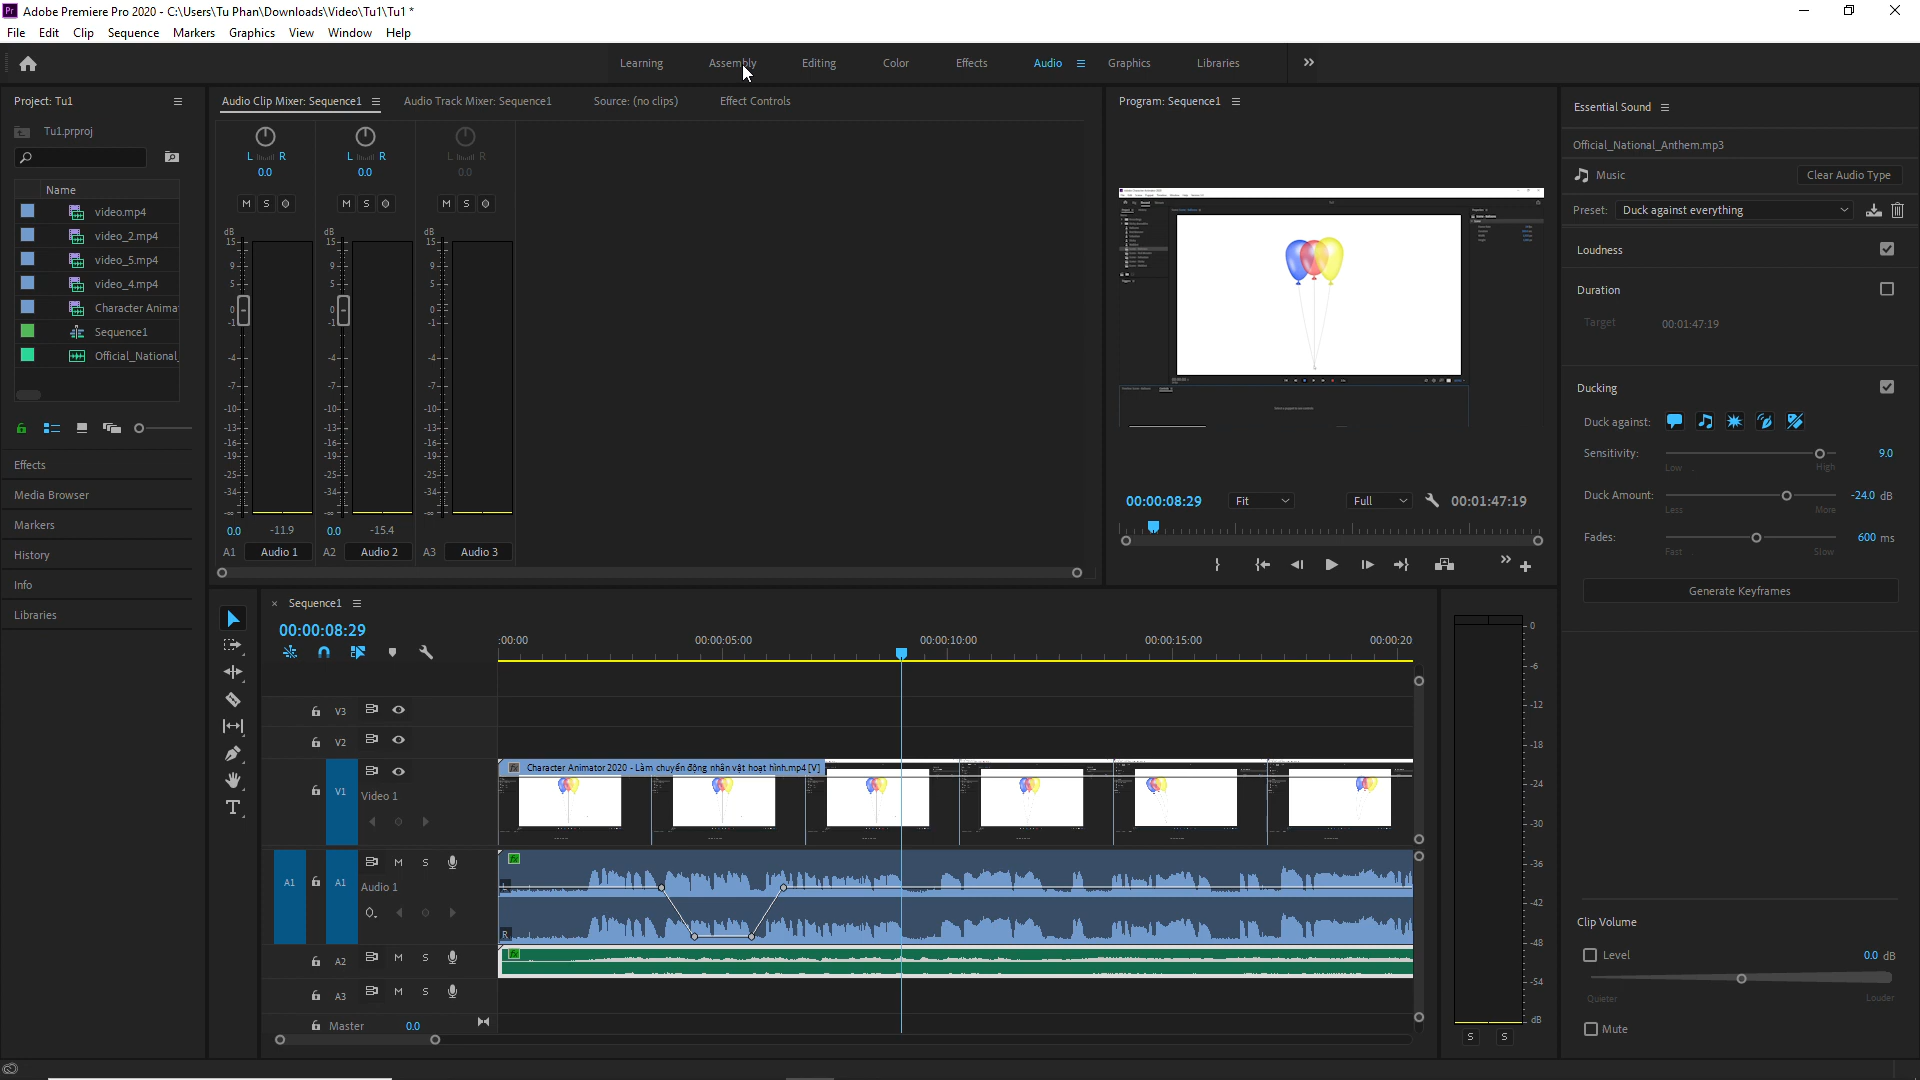 Adobe Premiere Pro 2020 - C:\Users\Tu Phan\Downloads\Video\Tu1\Tu1 *
File Edit Clip Sequence Markers Graphics View Window Help
Learning Assembly Editing Color Effects Audio Graphics Libraries
Project: Tu1
Tu1.prproj
Name
video.mp4
video_2.mp4
video_5.mp4
video_4.mp4
Character Anima
Sequence1
Official_National_
Effects
Media Browser
Markers
History
Info
Libraries
Audio Clip Mixer: Sequence1 Audio Track Mixer: Sequence1 Source: (no clips) Effect Controls
L R L R L R
0.0 0.0 0.0
M S M S M S
dB dB dB
15 15 15
9 9 9
5 5 5
0 0 0
-1 -1 -1
-4 -4 -4
-7 -7 -7
-10 -10 -10
-13 -13 -13
-16 -16 -16
-19 -19 -19
-25 -25 -25
-34 -34 -34
-∞ -∞ -∞
0.0 -11.9 0.0 -15.4
A1 Audio 1 A2 Audio 2 A3 Audio 3
Program: Sequence1
00:00:08:29 Fit Full 00:01:47:19
Essential Sound
Official_National_Anthem.mp3
Music Clear Audio Type
Preset: Duck against everything
Loudness
Duration
Target 00:01:47:19
Ducking
Duck against:
Sensitivity: 9.0
Low High
Duck Amount: -24.0 dB
Less More
Fades: 600 ms
Fast Slow
Generate Keyframes
Clip Volume
Level 0.0 dB
Quieter Louder
Mute
× Sequence1
00:00:08:29
:00:00 00:00:05:00 00:00:10:00 00:00:15:00 00:00:20
V3
V2
V1 Video 1
fx Character Animator 2020 - Làm chuyển động nhân vật hoạt hình.mp4 [V]
A1 A1 M S
Audio 1
fx
L
R
A2 M S
fx
A3 M S
Master 0.0
0
-6
-12
-18
-24
-30
-36
-42
-48
-54
dB
S S